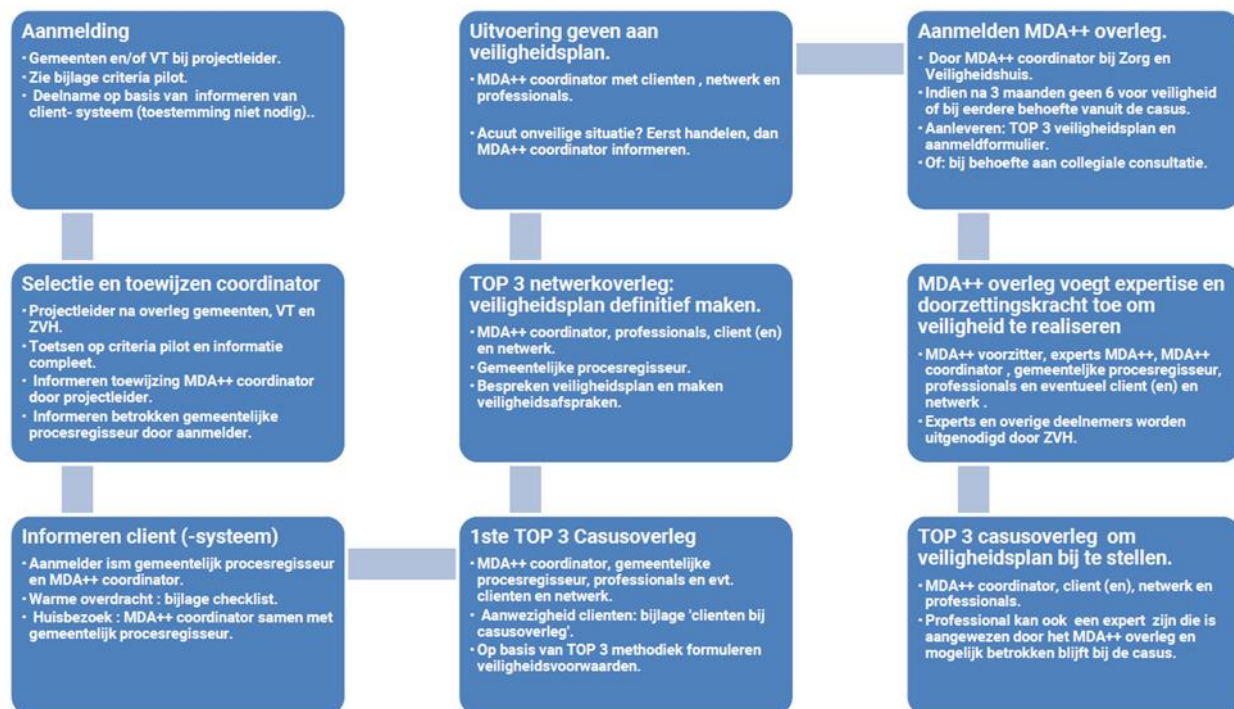 Aanmelding
• Gemeenten en/of VT bij projectleider.
• Zie bijlage criteria pilot.
• Deelname op basis van informeren van
client- systeem (toestemming niet nodig)..
Selectie en toewijzen coordinator
• Projectleider na overleg gemeenten, VT en
ZVH.
• Toetsen op criteria pilot en informatie
compleet.
• Informeren toewijzing MDA++ coordinator
door projectleider.
• Informeren betrokken gemeentelijke
procesregisseur door aanmelder.
Informeren client (-systeem)
• Aanmelder ism gemeentelijk procesregisseur
en MDA++ coordinator.
• Warme overdracht : bijlage checklist.
• Huisbezoek : MDA++ coordinator samen met
gemeentelijk procesregisseur.
1ste TOP 3 Casusoverleg
• MDA++ coordinator, gemeentelijke
procesregisseur, professionals en evt.
clienten en netwerk.
• Aanwezigheid clienten: bijlage 'clienten bij
casusoverleg'.
• Op basis van TOP 3 methodiek formuleren
veiligheidsvoorwaarden.
TOP 3 netwerkoverleg:
veiligheidsplan definitief maken.
• MDA++ coordinator, professionals, client (en)
en netwerk.
• Gemeentelijke procesregisseur.
• Bespreken veiligheidsplan en maken
veiligheidsafspraken.
Uitvoering geven aan
veiligheidsplan.
• MDA++ coordinator met clienten , netwerk en
professionals.
• Acuut onveilige situatie? Eerst handelen, dan
MDA++ coordinator informeren.
Aanmelden MDA++ overleg.
• Door MDA++ coordinator bij Zorg en
Veiligheidshuis.
• Indien na 3 maanden geen 6 voor veiligheid
of bij eerdere behoefte vanuit de casus.
• Aanleveren: TOP 3 veiligheidsplan en
aanmeldformulier.
• Of: bij behoefte aan collegiale consultatie.
MDA++ overleg voegt expertise en
doorzettingskracht toe om
veiligheid te realiseren
• MDA++ voorzitter, experts MDA++, MDA++
coordinator , gemeenteljke procesregisseur,
professionals en eventueel client (en) en
netwerk .
• Experts en overige deelnemers worden
uitgenodigd door ZVH.
TOP 3 casusoverleg om
veiligheidsplan bij te stellen.
• MDA++ coordinator, client (en), netwerk en
professionals.
• Professional kan ook een expert zijn die is
aangewezen door het MDA++ overleg en
mogelijk betrokken blijft bij de casus.